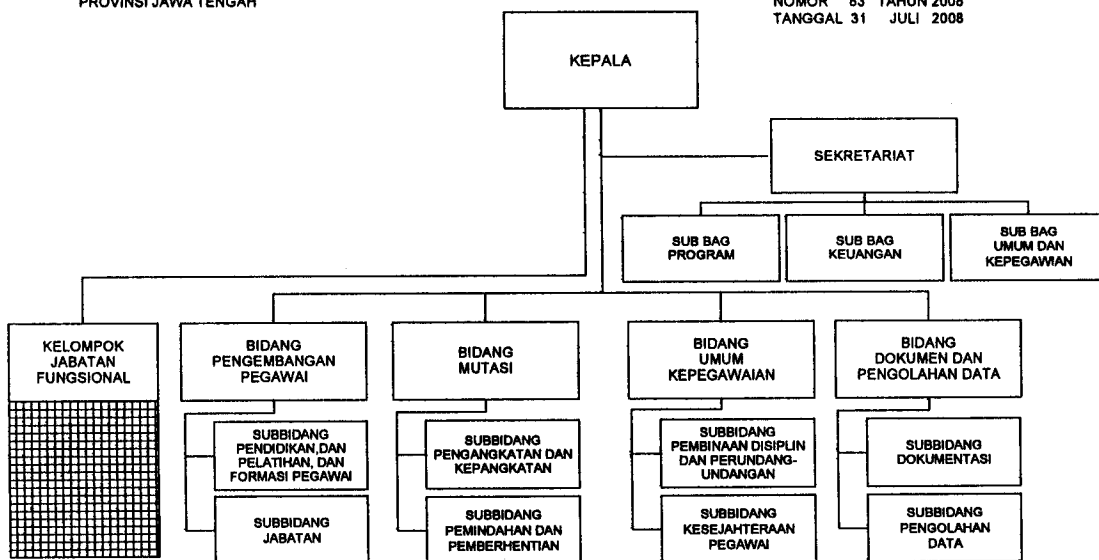 PROVINSI JAWA TENGAH
NOMOR 63 TAHUN 2008
TANGGAL 31 JULI 2008
KEPALA
SEKRETARIAT
SUB BAG
PROGRAM
SUB BAG
KEUANGAN
SUB BAG
UMUM DAN
KEPEGAWIAN
KELOMPOK
JABATAN
FUNGSIONAL
BIDANG
PENGEMBANGAN
PEGAWAI
BIDANG
MUTASI
BIDANG
UMUM
KEPEGAWAIAN
BIDANG
DOKUMEN DAN
PENGOLAHAN DATA
SUBBIDANG
PENDIDIKAN,DAN
PELATIHAN, DAN
FORMASI PEGAWAI
SUBBIDANG
PENGANGKATAN DAN
KEPANGKATAN
SUBBIDANG
PEMBINAAN DISIPLIN
DAN PERUNDANG-
UNDANGAN
SUBBIDANG
DOKUMENTASI
SUBBIDANG
JABATAN
SUBBIDANG
PEMINDAHAN DAN
PEMBERHENTIAN
SUBBIDANG
KESEJAHTERAAN
PEGAWAI
SUBBIDANG
PENGOLAHAN
DATA